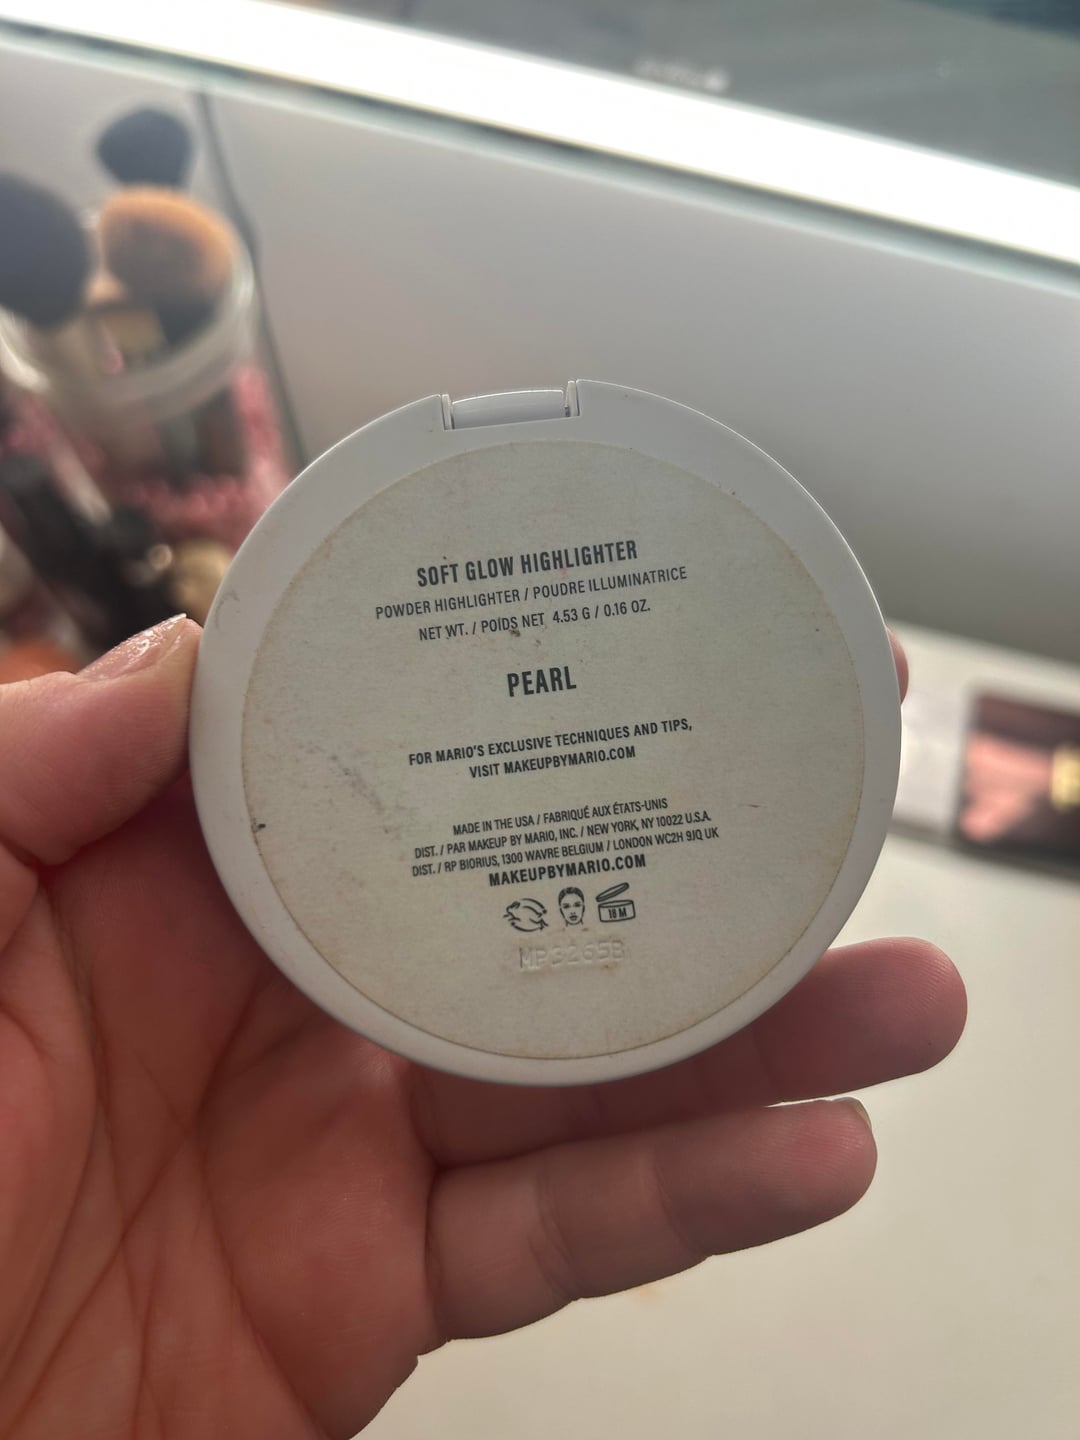 SOFT GLOW HIGHLIGHTER
POWDER HIGHLIGHTER / POUDRE ILLUMINATRICE
NET WT. / POIDS NET 4.53 G / 0.16 OZ.
PEARL
FOR MARIO'S EXCLUSIVE TECHNIQUES AND TIPS,
VISIT MAKEUPBYMARIO.COM
MADE IN THE USA / FABRIQUÉ AUX ÉTATS-UNIS
DIST. / PAR MAKEUP BY MARIO, INC. / NEW YORK, NY 10022 U.S.A.
DIST. / RP BIORIUS, 1300 WAVRE BELGIUM / LONDON WC2H 9JQ UK
MAKEUPBYMARIO.COM
18 M
MP3265B